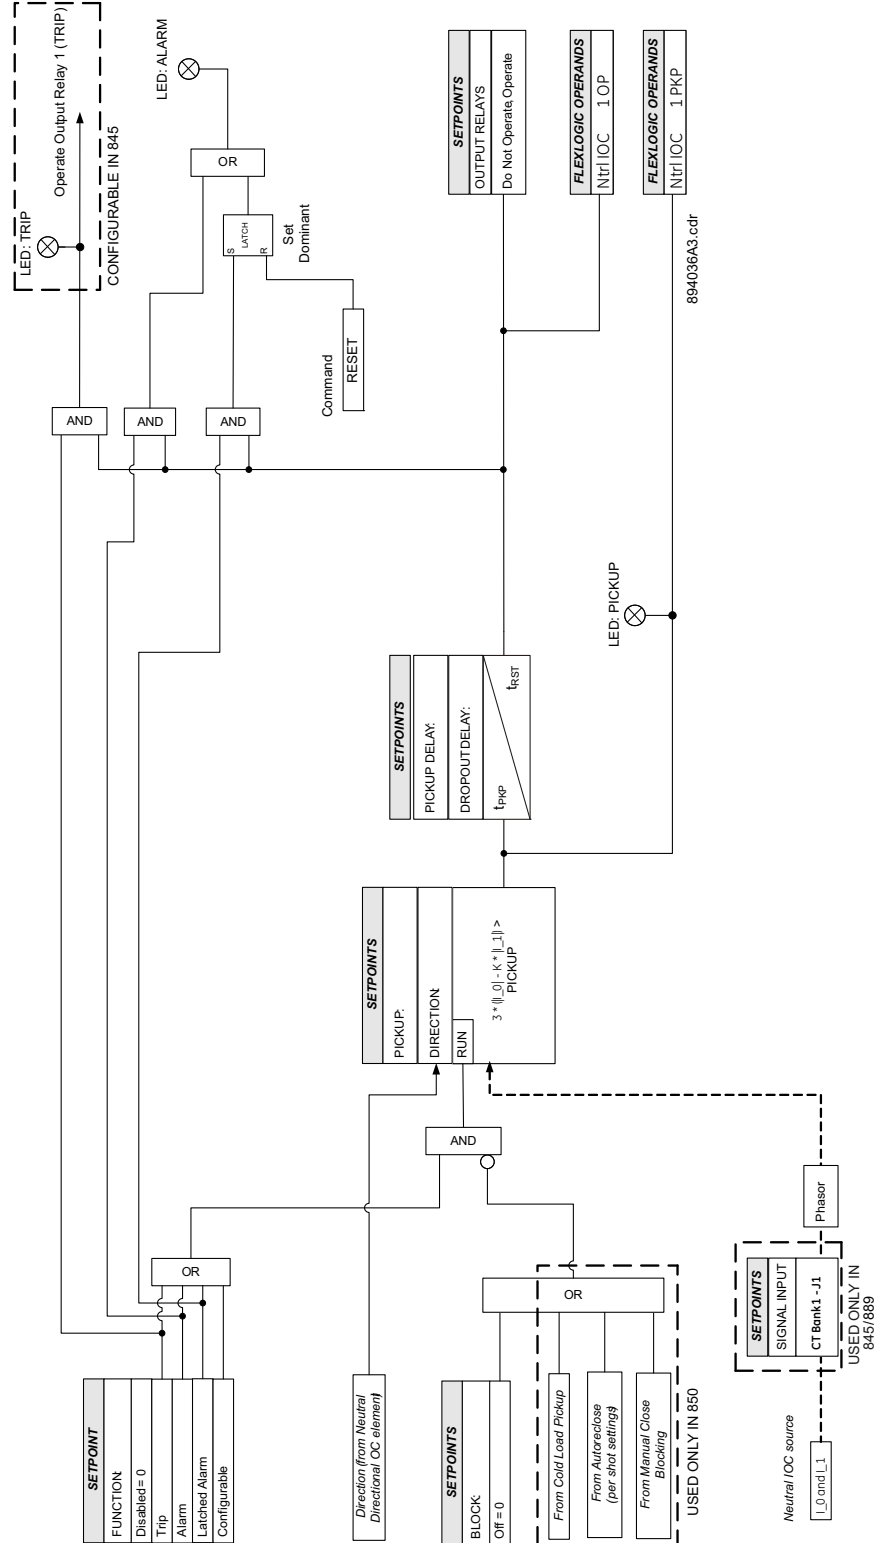 SETPOINT
FUNCTION:
Disabled = 0
Trip
Alarm
Latched Alarm
Configurable
OR
Direction (from Neutral
Directional OC element)
SETPOINTS
BLOCK:
Off = 0
From Cold Load Pickup
From Autoreclose
(per shot settings)
From Manual Close
Blocking
OR
USED ONLY IN 850
Neutral IOC source
I_0 and I_1
SETPOINTS
SIGNAL INPUT
CT Bank1 -J1
USED ONLY IN
845/889
Phasor
AND
SETPOINTS
PICKUP:
DIRECTION:
RUN
3 * (|I_0| - K * |I_1|) >
PICKUP
SETPOINTS
PICKUP DELAY:
DROPOUT DELAY:
tPKP
tRST
LED: PICKUP
AND
AND
AND
Command
RESET
S
LATCH
R
Set
Dominant
OR
LED: ALARM
LED: TRIP
Operate Output Relay 1 (TRIP)
CONFIGURABLE IN 845
SETPOINTS
OUTPUT RELAYS
Do Not Operate, Operate
FLEXLOGIC OPERANDS
Ntrl IOC 1 OP
FLEXLOGIC OPERANDS
Ntrl IOC 1 PKP
894036A3.cdr